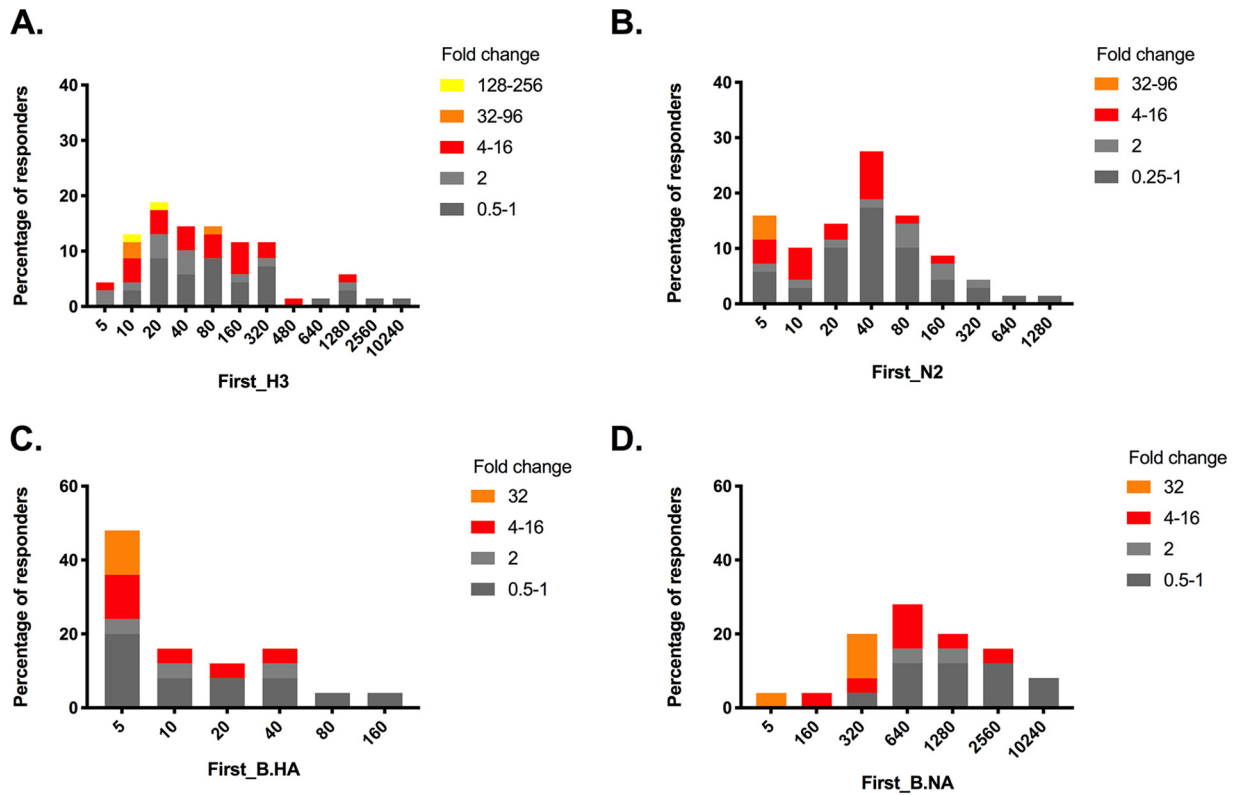 A.
Fold change
128-256
32-96
4-16
2
0.5-1
Percentage of responders
40
30
20
10
0
5 10 20 40 80 160 320 480 640 1280 2560 10240
First_H3
B.
Fold change
32-96
4-16
2
0.25-1
Percentage of responders
40
30
20
10
0
5 10 20 40 80 160 320 640 1280
First_N2
C.
Fold change
32
4-16
2
0.5-1
Percentage of responders
60
40
20
0
5 10 20 40 80 160
First_B.HA
D.
Fold change
32
4-16
2
0.5-1
Percentage of responders
60
40
20
0
5 160 320 640 1280 2560 10240
First_B.NA